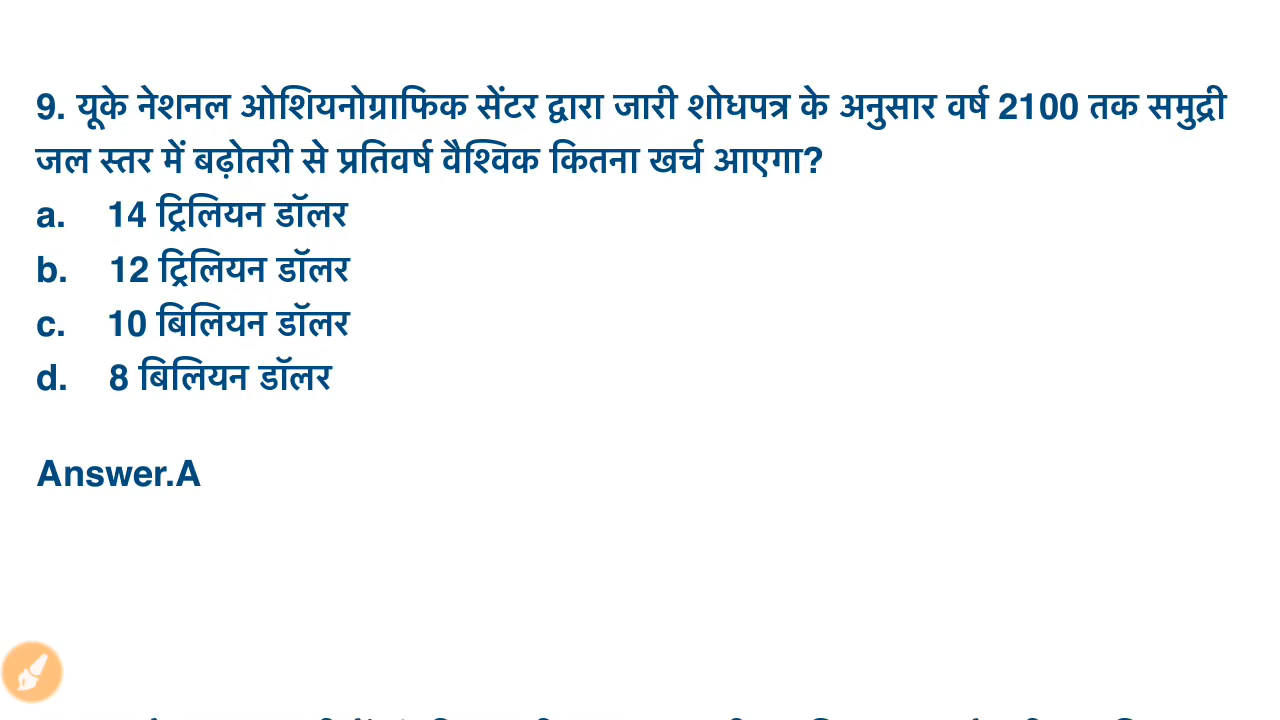 9. यूके नेशनल ओशियनोग्राफिक सेंटर द्वारा जारी शोधपत्र के अनुसार वर्ष 2100 तक समुद्री
जल स्तर में बढ़ोतरी से प्रतिवर्ष वैश्विक कितना खर्च आएगा?
a. 14 ट्रिलियन डॉलर
b. 12 ट्रिलियन डॉलर
c. 10 बिलियन डॉलर
d. 8 बिलियन डॉलर
Answer.A